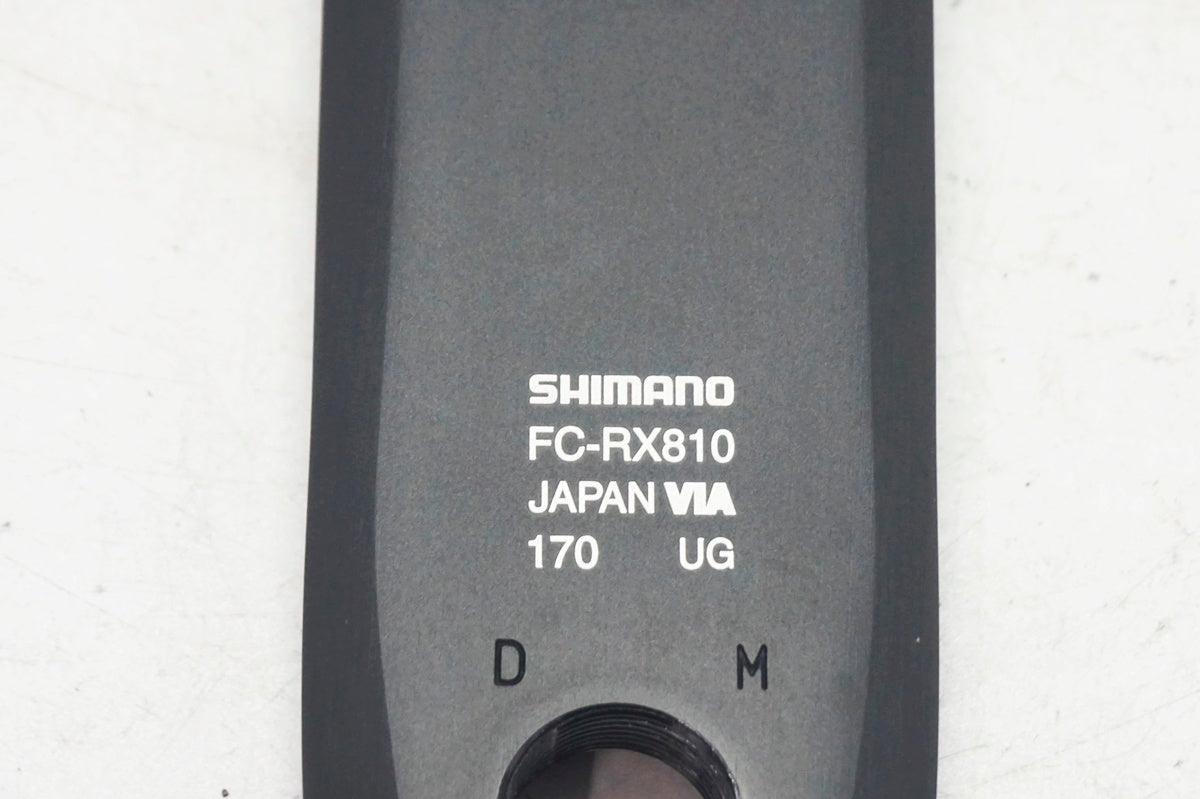 SHIMANO
FC-RX810
JAPAN VIA
170 UG
D M